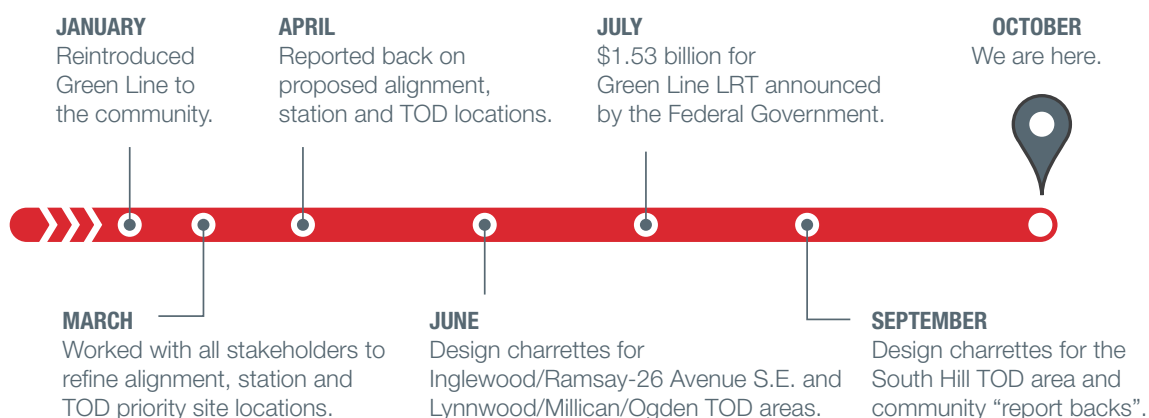 JANUARY
Reintroduced
Green Line to
the community.
APRIL
Reported back on
proposed alignment,
station and TOD locations.
JULY
$1.53 billion for
Green Line LRT announced
by the Federal Government.
OCTOBER
We are here.
MARCH
Worked with all stakeholders to
refine alignment, station and
TOD priority site locations.
JUNE
Design charrettes for
Inglewood/Ramsay-26 Avenue S.E. and
Lynnwood/Millican/Ogden TOD areas.
SEPTEMBER
Design charrettes for the
South Hill TOD area and
community “report backs”.